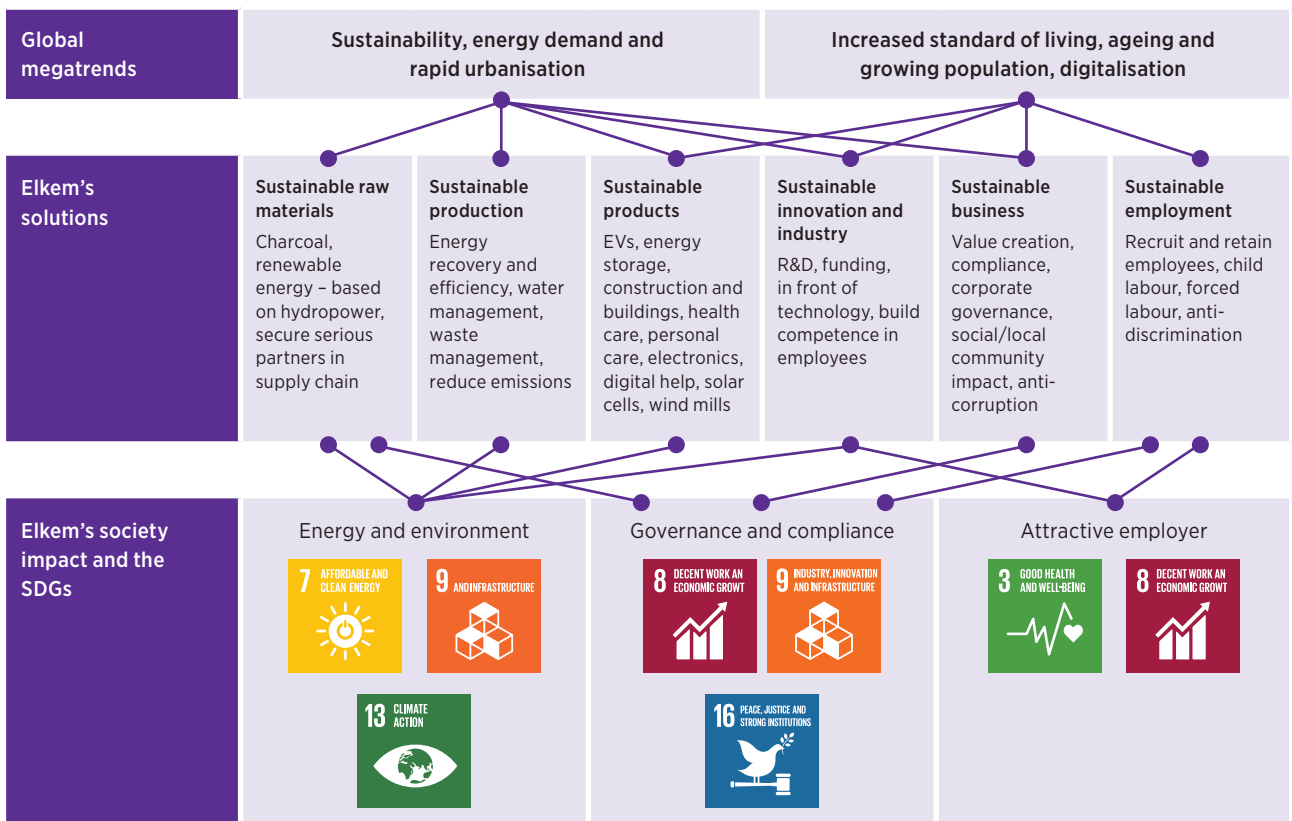 Global
megatrends
Sustainability, energy demand and
rapid urbanisation
Increased standard of living, ageing and
growing population, digitalisation
Elkem's
solutions
Sustainable raw
materials
Charcoal,
renewable
energy – based
on hydropower,
secure serious
partners in
supply chain
Sustainable
production
Energy
recovery and
efficiency, water
management,
waste
management,
reduce emissions
Sustainable
products
EVs, energy
storage,
construction and
buildings, health
care, personal
care, electronics,
digital help, solar
cells, wind mills
Sustainable
innovation and
industry
R&D, funding,
in front of
technology, build
competence in
employees
Sustainable
business
Value creation,
compliance,
corporate
governance,
social/local
community
impact, anti-
corruption
Sustainable
employment
Recruit and retain
employees, child
labour, forced
labour, anti-
discrimination
Elkem's society
impact and the
SDGs
Energy and environment
7 AFFORDABLE AND
CLEAN ENERGY
9 AND INFRASTRUCTURE
13 CLIMATE
ACTION
Governance and compliance
8 DECENT WORK AN
ECONOMIC GROWT
9 INDUSTRY, INNOVATION
AND INFRASTRUCTURE
16 PEACE, JUSTICE AND
STRONG INSTITUTIONS
Attractive employer
3 GOOD HEALTH
AND WELL-BEING
8 DECENT WORK AN
ECONOMIC GROWT